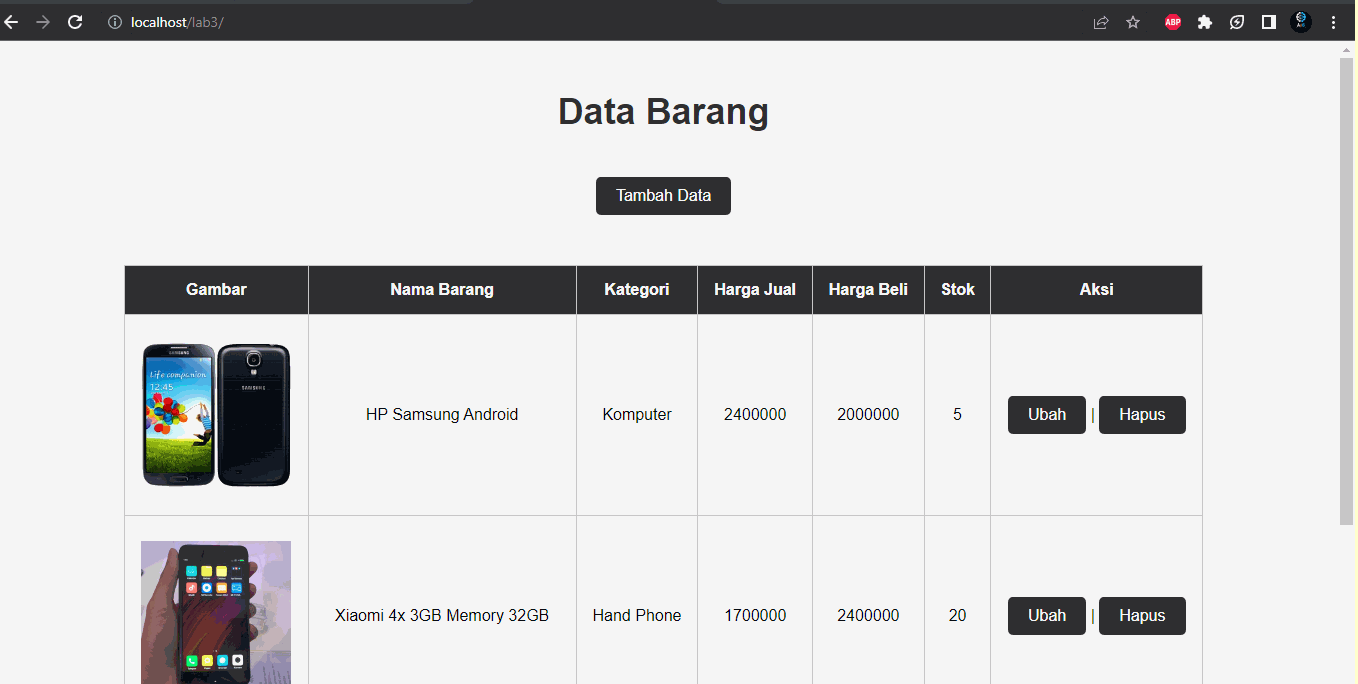 localhost/lab3/
ABP
Data Barang
Tambah Data
Gambar Nama Barang Kategori Harga Jual Harga Beli Stok Aksi
SAMSUNG
Life companion
12:45
SAMSUNG
HP Samsung Android Komputer 2400000 2000000 5 Ubah | Hapus
Xiaomi 4x 3GB Memory 32GB Hand Phone 1700000 2400000 20 Ubah | Hapus